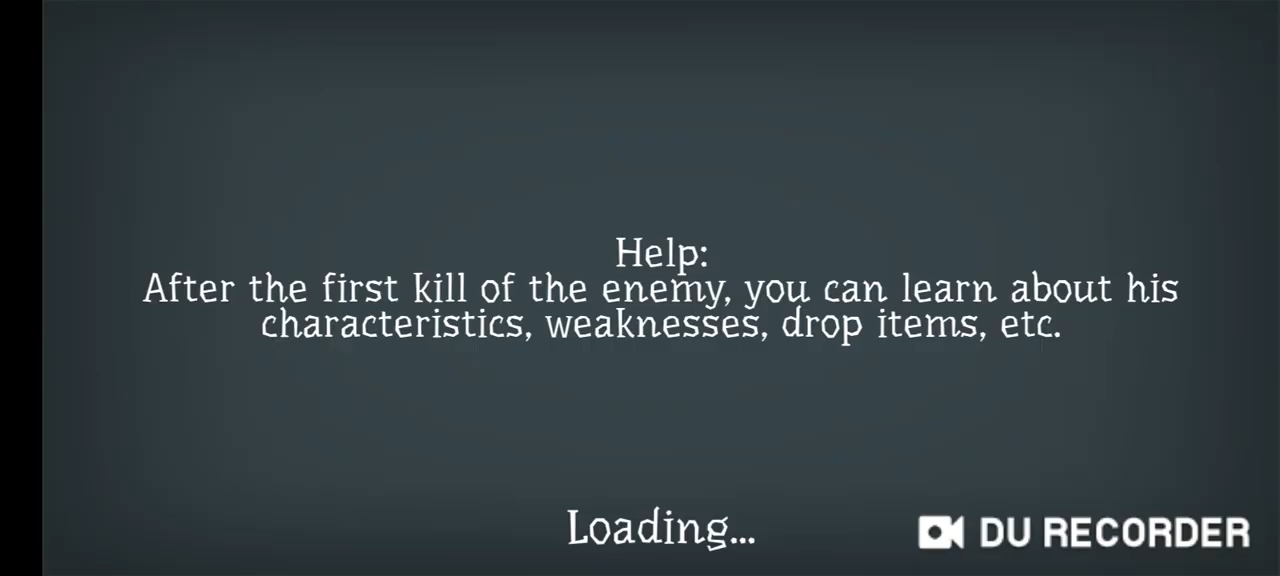 Help:
After the first kill of the enemy, you can learn about his
characteristics, weaknesses, drop items, etc.
Loading...
DU RECORDER